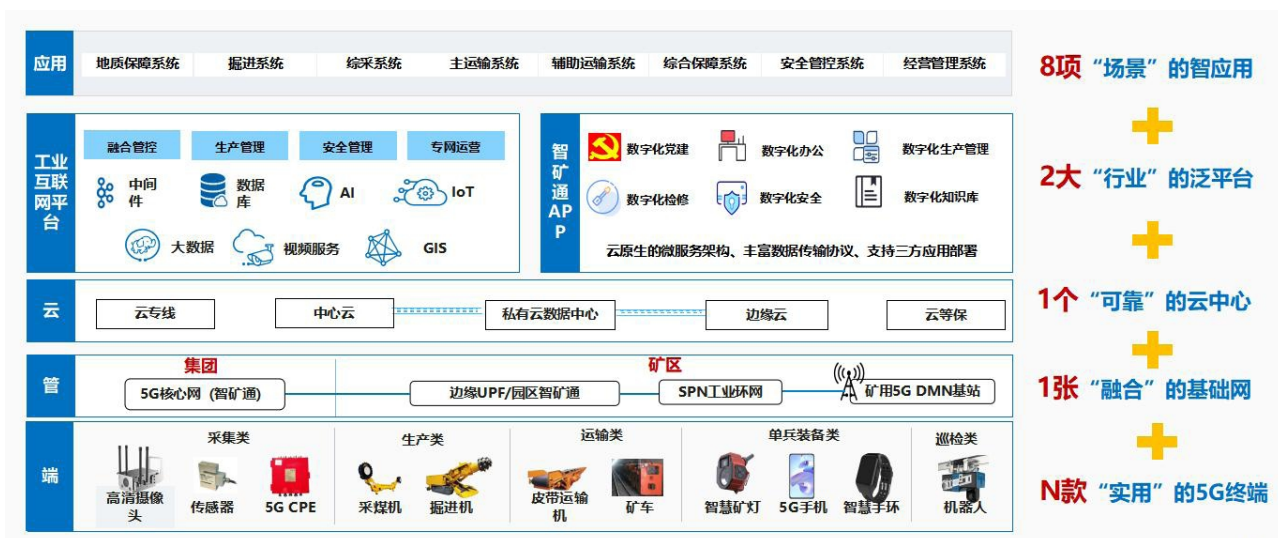 应用
地质保障系统 掘进系统 综采系统 主运输系统 辅助运输系统 综合保障系统 安全管控系统 经营管理系统
8项 “场景” 的智应用
工业
互联
网平
台
融合管控 生产管理 安全管理 专网运营
中间
件
数据
库
AI
IoT
大数据 视频服务 GIS
智
矿
通
AP
P
数字化党建 数字化办公 数字化生产管理
数字化检修 数字化安全 数字化知识库
云原生的微服务架构、丰富数据传输协议、支持三方应用部署
2大 “行业” 的泛平台
云
云专线 中心云 私有云数据中心 边缘云 云等保
1个 “可靠” 的云中心
管
集团 矿区
5G核心网 (智矿通) 边缘UPF/园区智矿通 SPN工业环网 矿用5G DMN基站
1张 “融合” 的基础网
端
采集类 生产类 运输类 单兵装备类 巡检类
高清摄像
头
传感器 5G CPE 采煤机 掘进机
皮带运输
机
矿车 智慧矿灯 5G手机 智慧手环 机器人
N款 “实用” 的5G终端